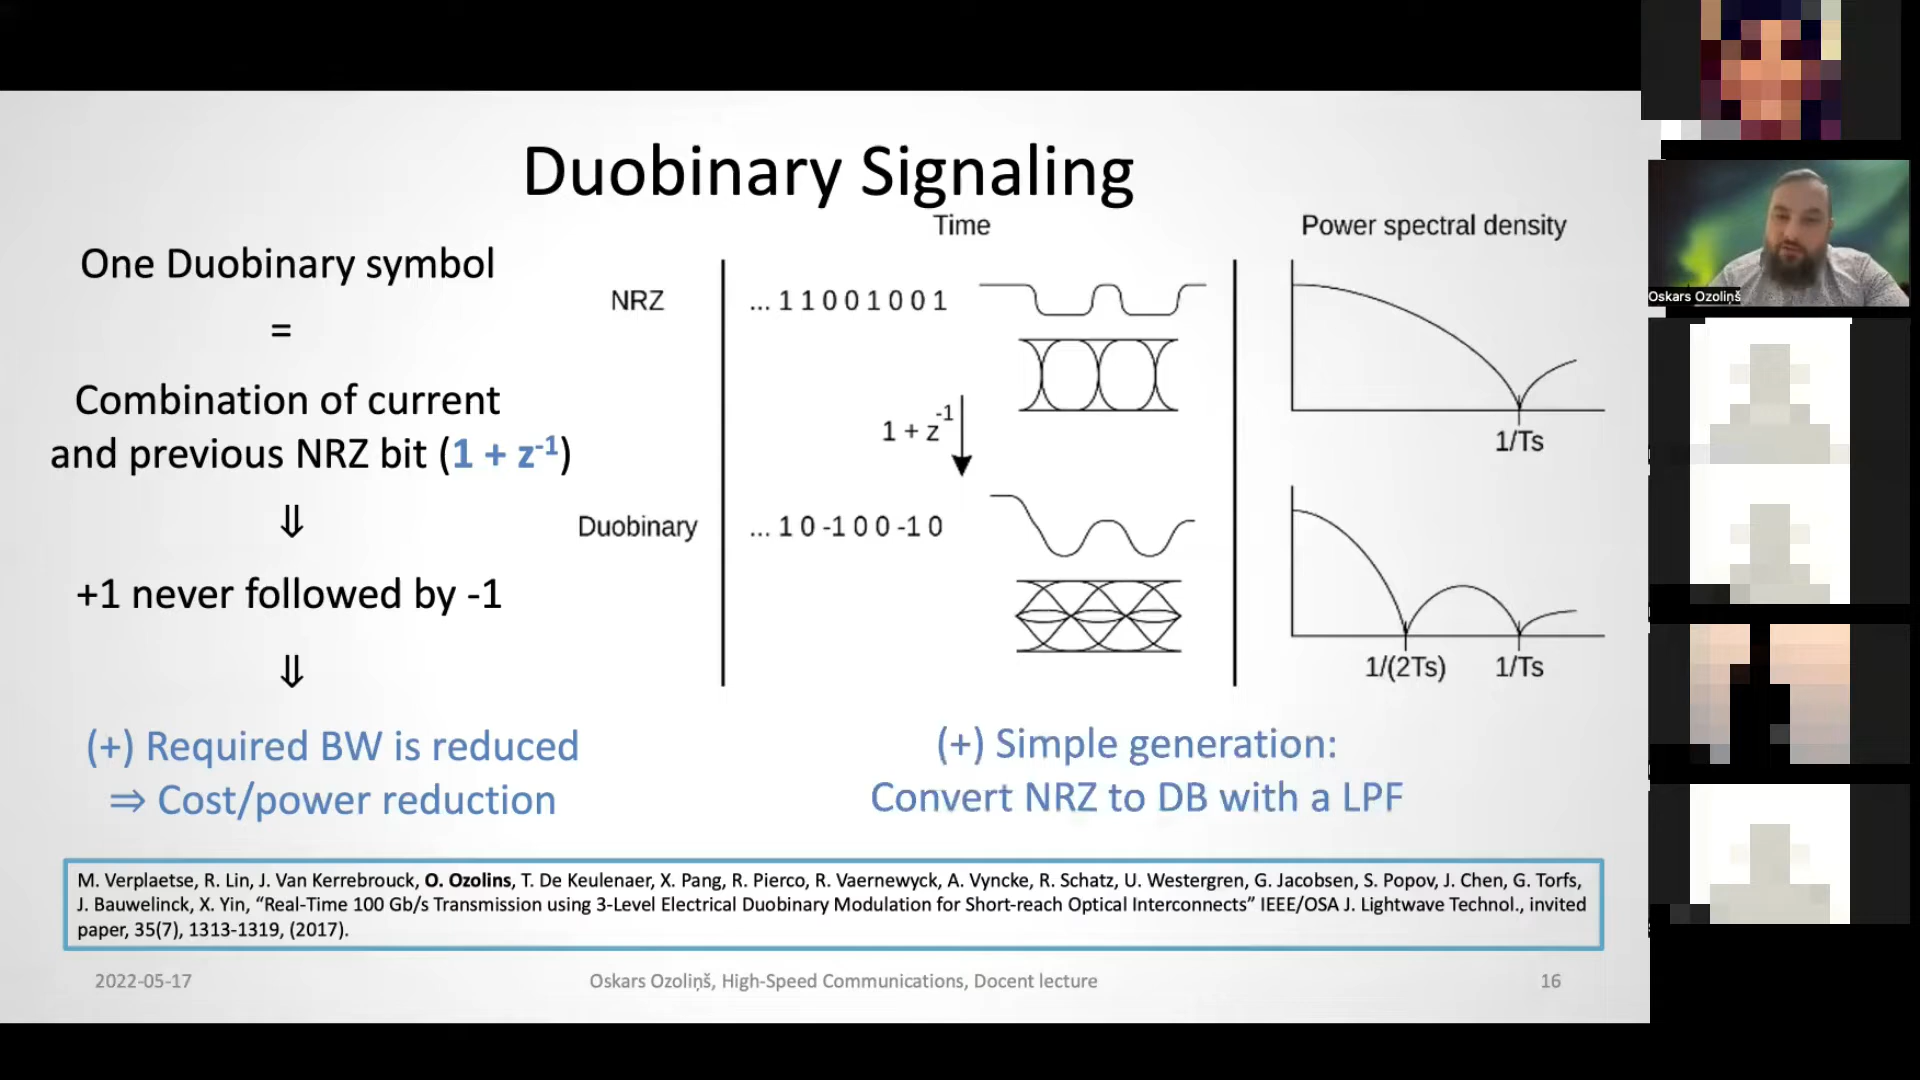 Duobinary Signaling
One Duobinary symbol
=
Combination of current
and previous NRZ bit (1 + z-1)
⇓
+1 never followed by -1
⇓
(+) Required BW is reduced
⇒ Cost/power reduction
Time
Power spectral density
NRZ
... 1 1 0 0 1 0 0 1
1/Ts
1 + z-1
Duobinary
... 1 0 -1 0 0 -1 0
1/(2Ts)
1/Ts
(+) Simple generation:
Convert NRZ to DB with a LPF
M. Verplaetse, R. Lin, J. Van Kerrebrouck, O. Ozolins, T. De Keulenaer, X. Pang, R. Pierco, R. Vaernewyck, A. Vyncke, R. Schatz, U. Westergren, G. Jacobsen, S. Popov, J. Chen, G. Torfs,
J. Bauwelinck, X. Yin, “Real-Time 100 Gb/s Transmission using 3-Level Electrical Duobinary Modulation for Short-reach Optical Interconnects” IEEE/OSA J. Lightwave Technol., invited
paper, 35(7), 1313-1319, (2017).
2022-05-17
Oskars Ozoliņš, High-Speed Communications, Docent lecture
16
Oskars Ozoliņš